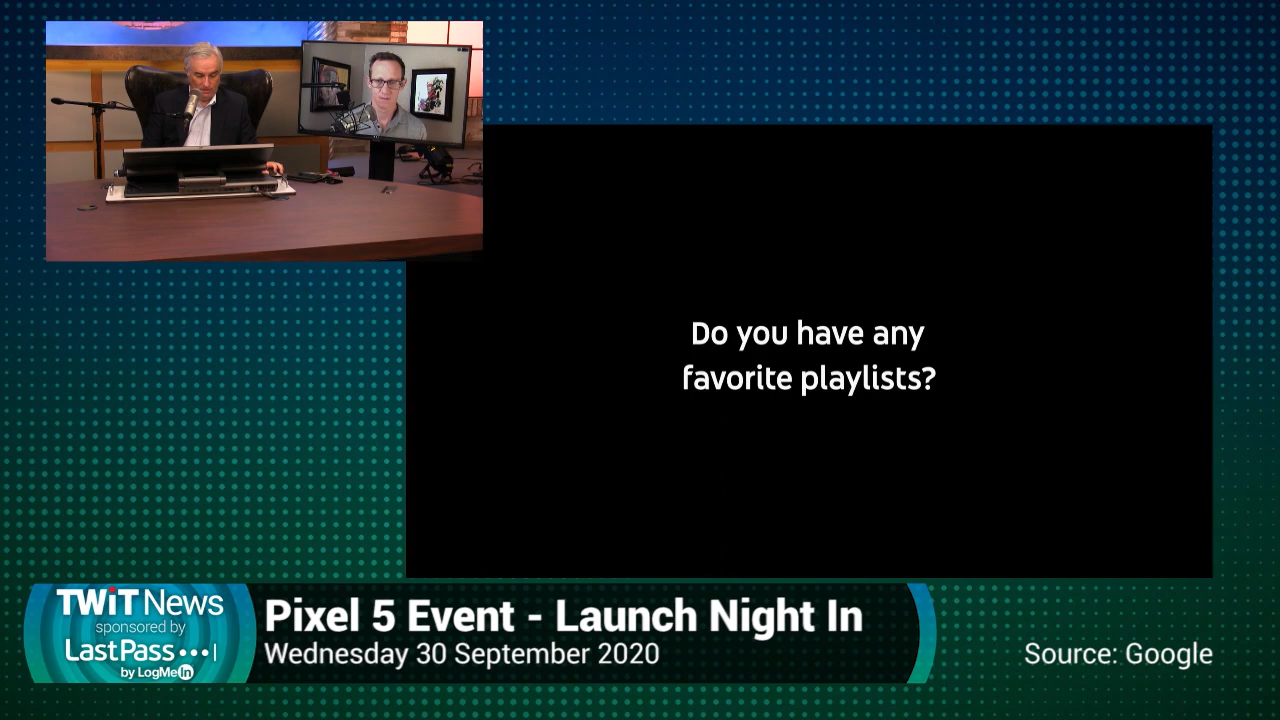 Do you have any
favorite playlists?
TWiT News
sponsored by
LastPass •••|
by LogMeIn
Pixel 5 Event - Launch Night In
Wednesday 30 September 2020
Source: Google